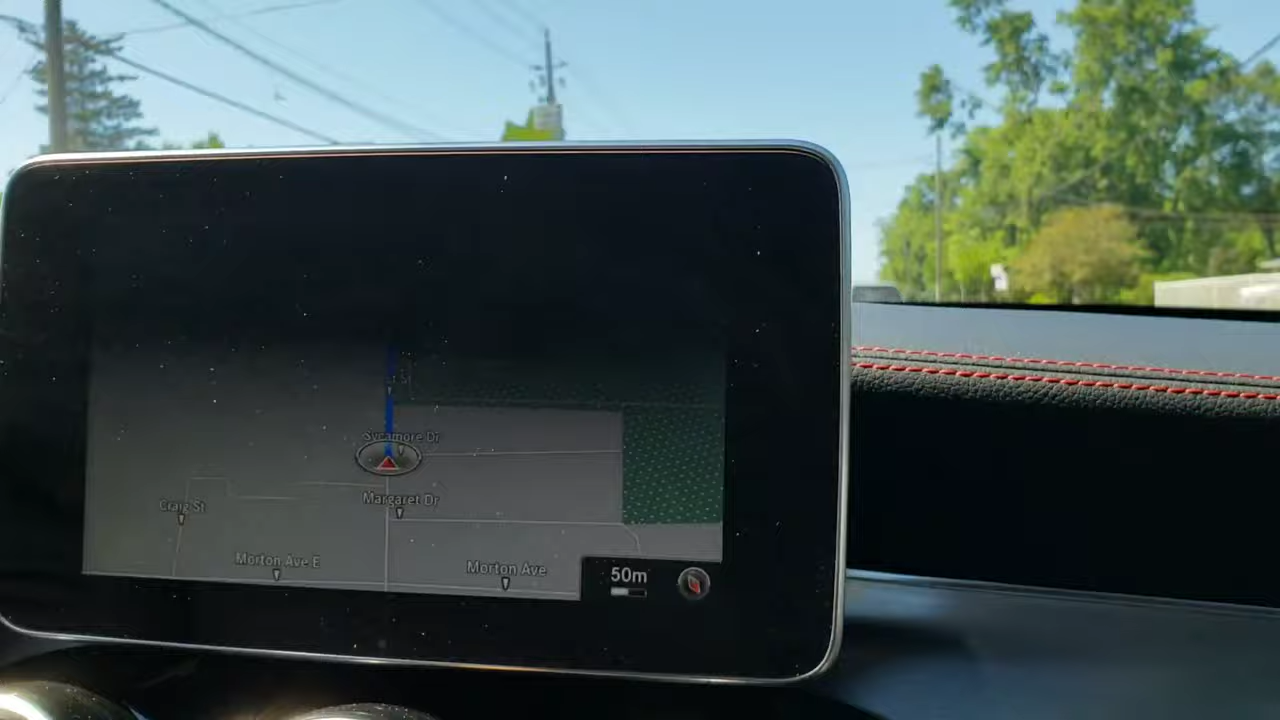 Sycamore Dr
Margaret Dr
Craig St
Morton Ave E
Morton Ave
50m